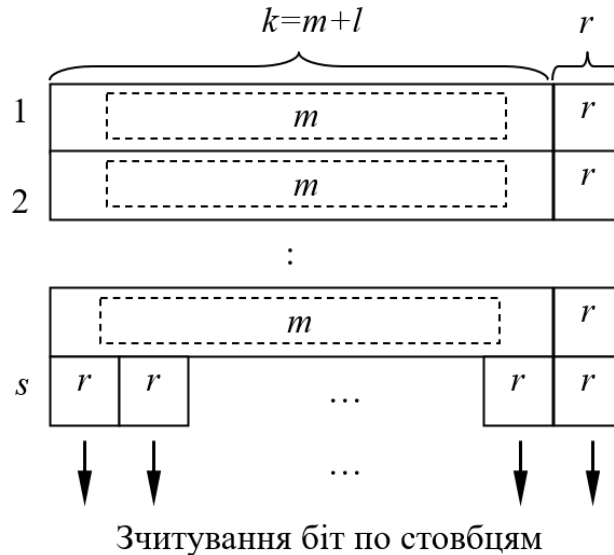 k=m+l r
1 m r
2 m r
:
m r
s r r … r r
…
Зчитування біт по стовбцям